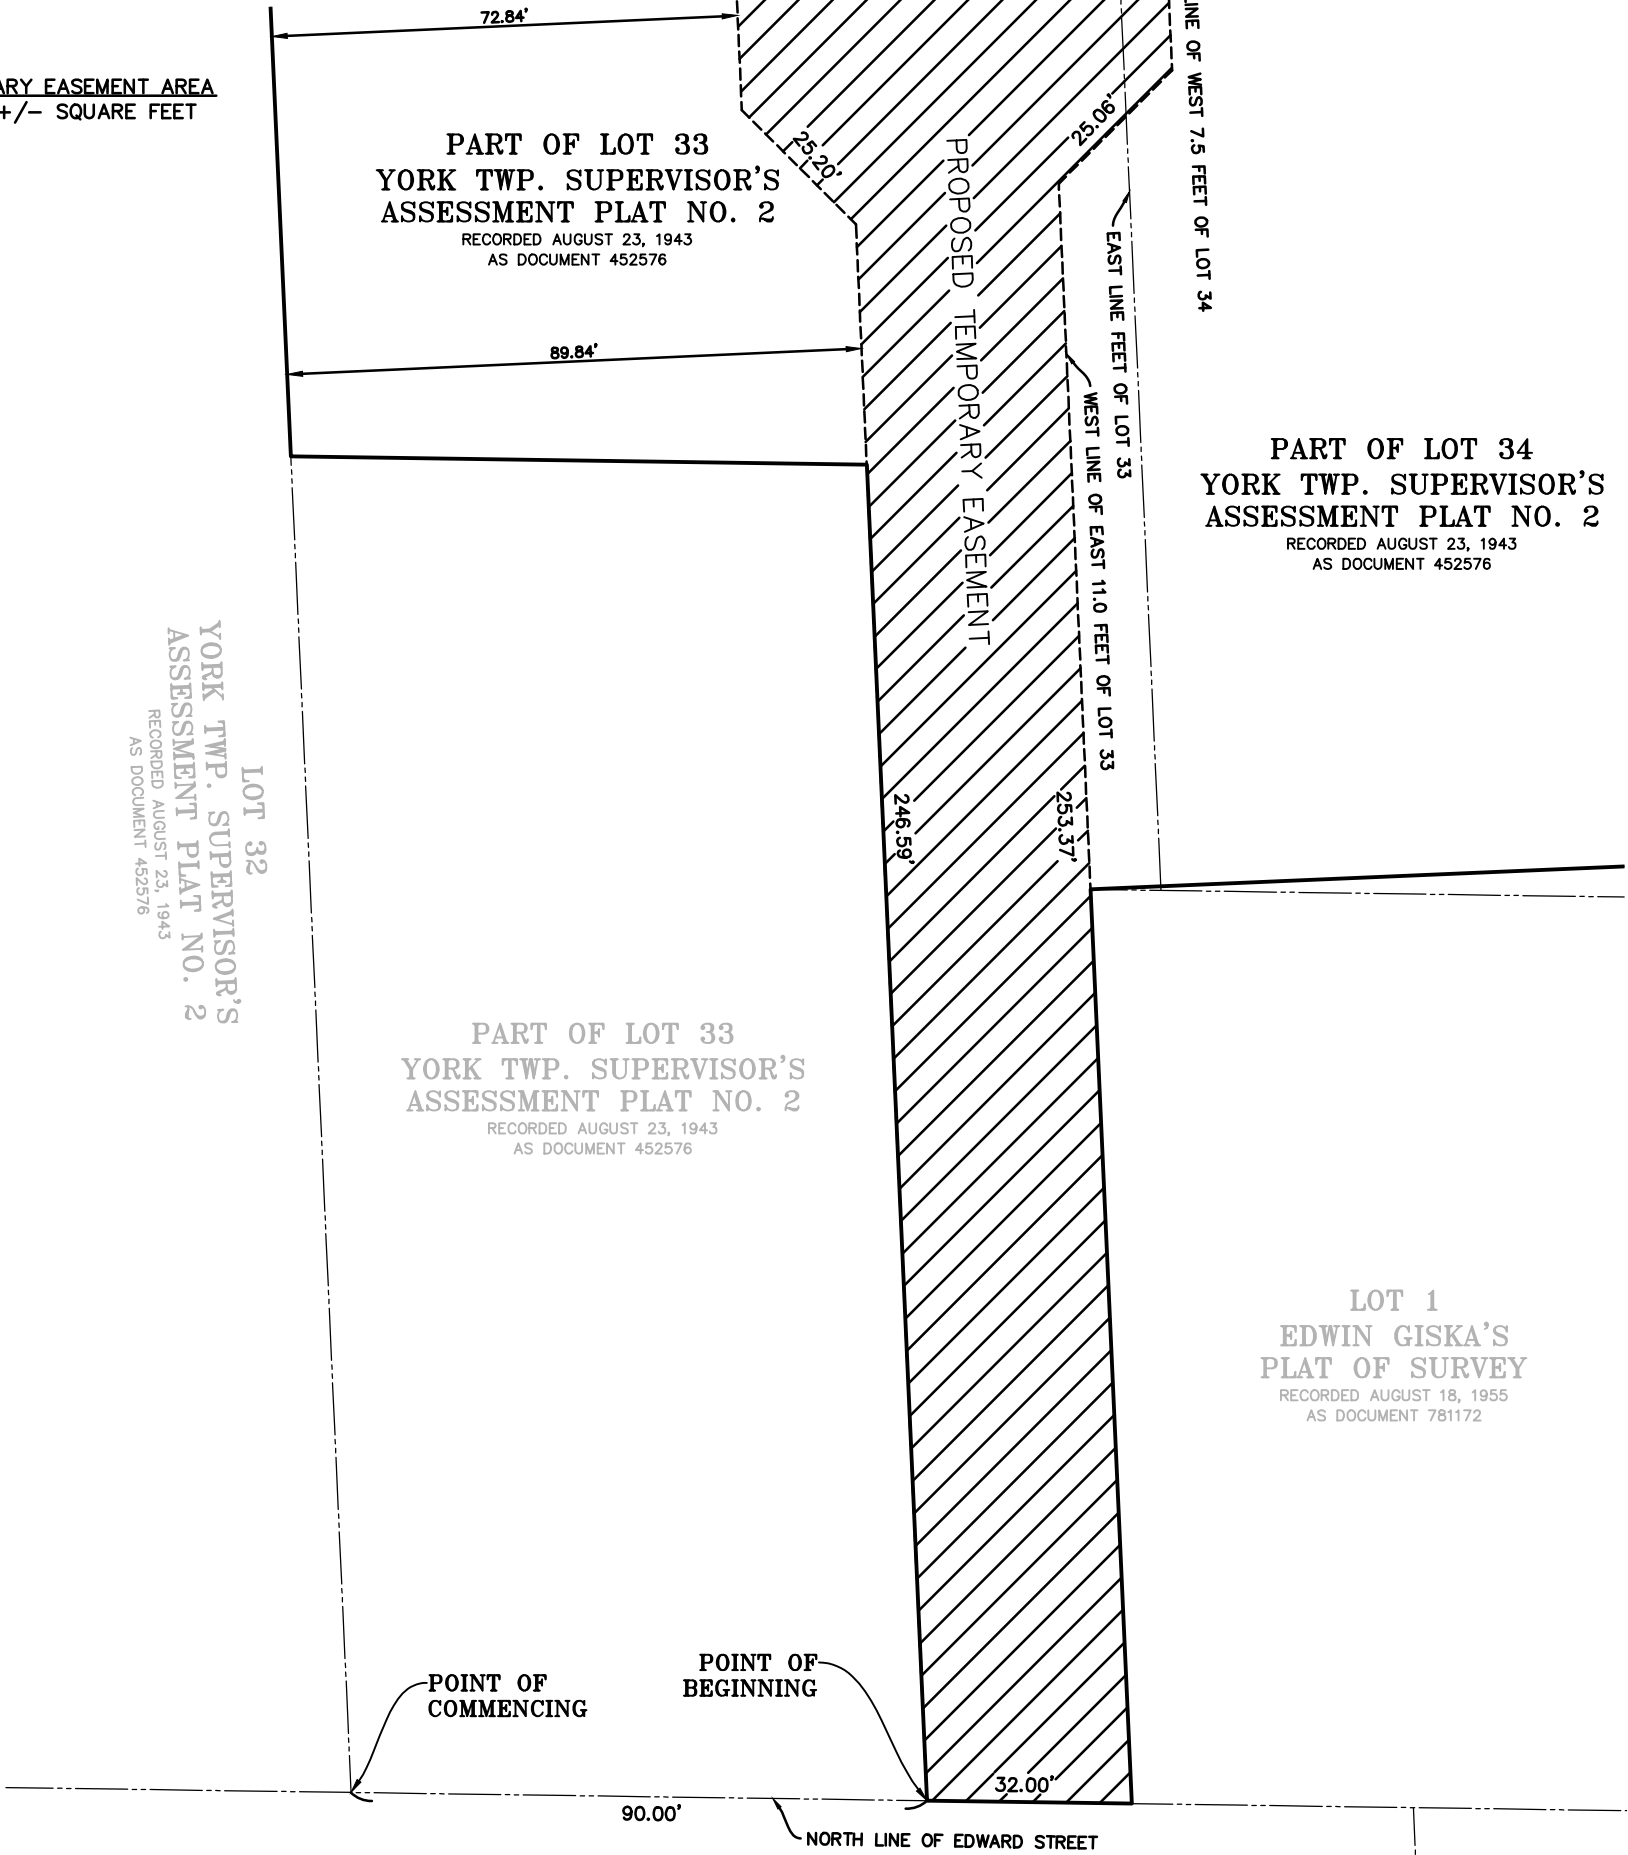 72.84'
LINE OF WEST 7.5 FEET OF LOT 34
EASEMENT AREA
+/- SQUARE FEET
PART OF LOT 33
YORK TWP. SUPERVISOR'S
ASSESSMENT PLAT NO. 2
RECORDED AUGUST 23, 1943
AS DOCUMENT 452576
25.20'
25.06'
PROPOSED TEMPORARY EASEMENT
EAST LINE FEET OF LOT 33
89.84'
WEST LINE OF EAST 11.0 FEET OF LOT 33
PART OF LOT 34
YORK TWP. SUPERVISOR'S
ASSESSMENT PLAT NO. 2
RECORDED AUGUST 23, 1943
AS DOCUMENT 452576
LOT 32
YORK TWP. SUPERVISOR'S
ASSESSMENT PLAT NO. 2
RECORDED AUGUST 23, 1943
AS DOCUMENT 452576
246.59'
253.37'
PART OF LOT 33
YORK TWP. SUPERVISOR'S
ASSESSMENT PLAT NO. 2
RECORDED AUGUST 23, 1943
AS DOCUMENT 452576
LOT 1
EDWIN GISKA'S
PLAT OF SURVEY
RECORDED AUGUST 18, 1955
AS DOCUMENT 781172
POINT OF
COMMENCING
POINT OF
BEGINNING
32.00'
90.00'
NORTH LINE OF EDWARD STREET